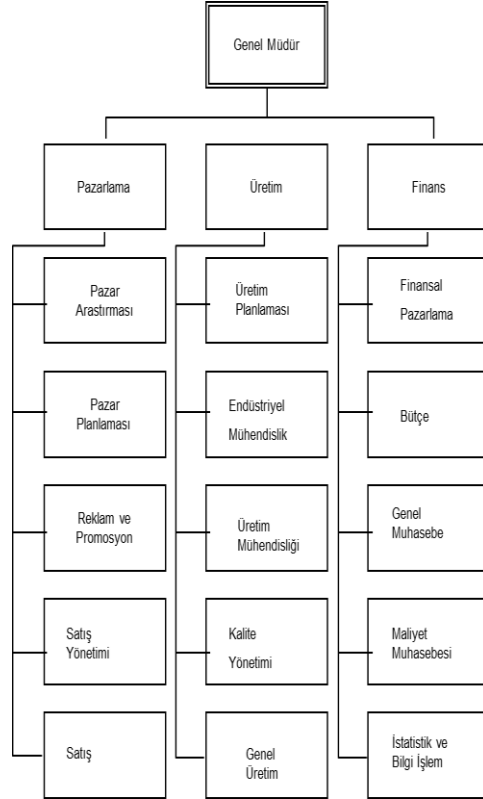 Genel Müdür
Pazarlama
Üretim
Finans
Pazar
Arastırması
Üretim
Planlaması
Finansal
Pazarlama
Pazar
Planlaması
Endüstriyel
Mühendislik
Bütçe
Reklam ve
Promosyon
Üretim
Mühendisliği
Genel
Muhasebe
Satış
Yönetimi
Kalite
Yönetimi
Maliyet
Muhasebesi
Satış
Genel
Üretim
İstatistik ve
Bilgi İşlem